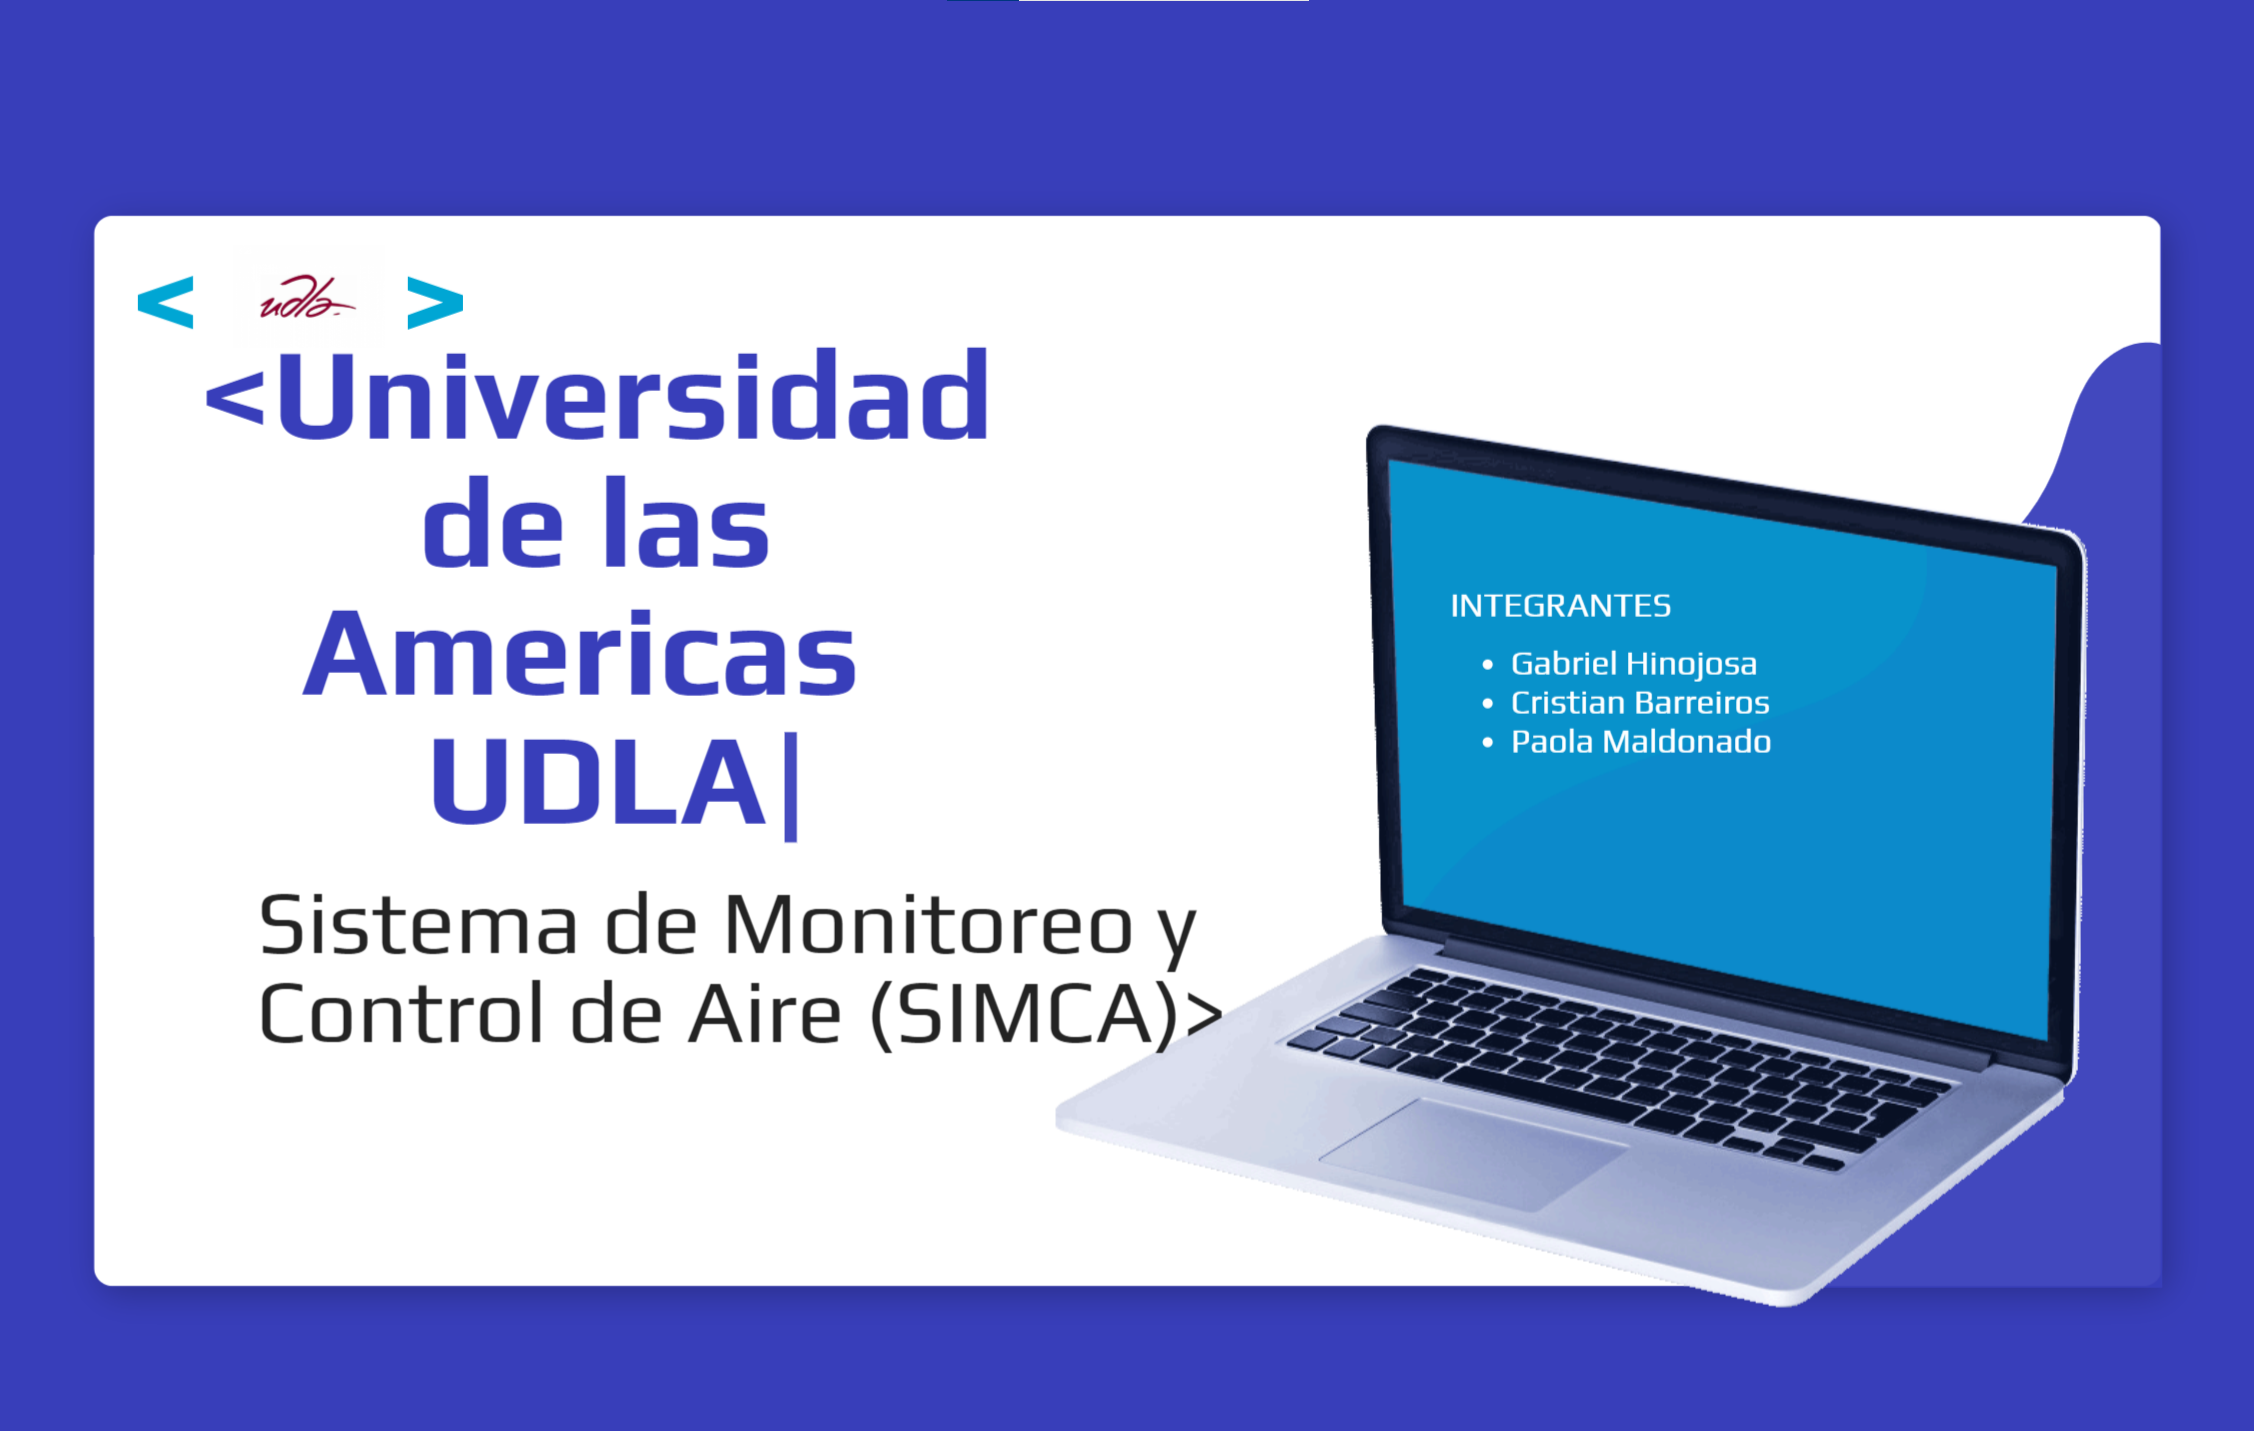 < udla >
<Universidad
de las
Americas
UDLA|
Sistema de Monitoreo y
Control de Aire (SIMCA)>
INTEGRANTES
• Gabriel Hinojosa
• Cristian Barreiros
• Paola Maldonado